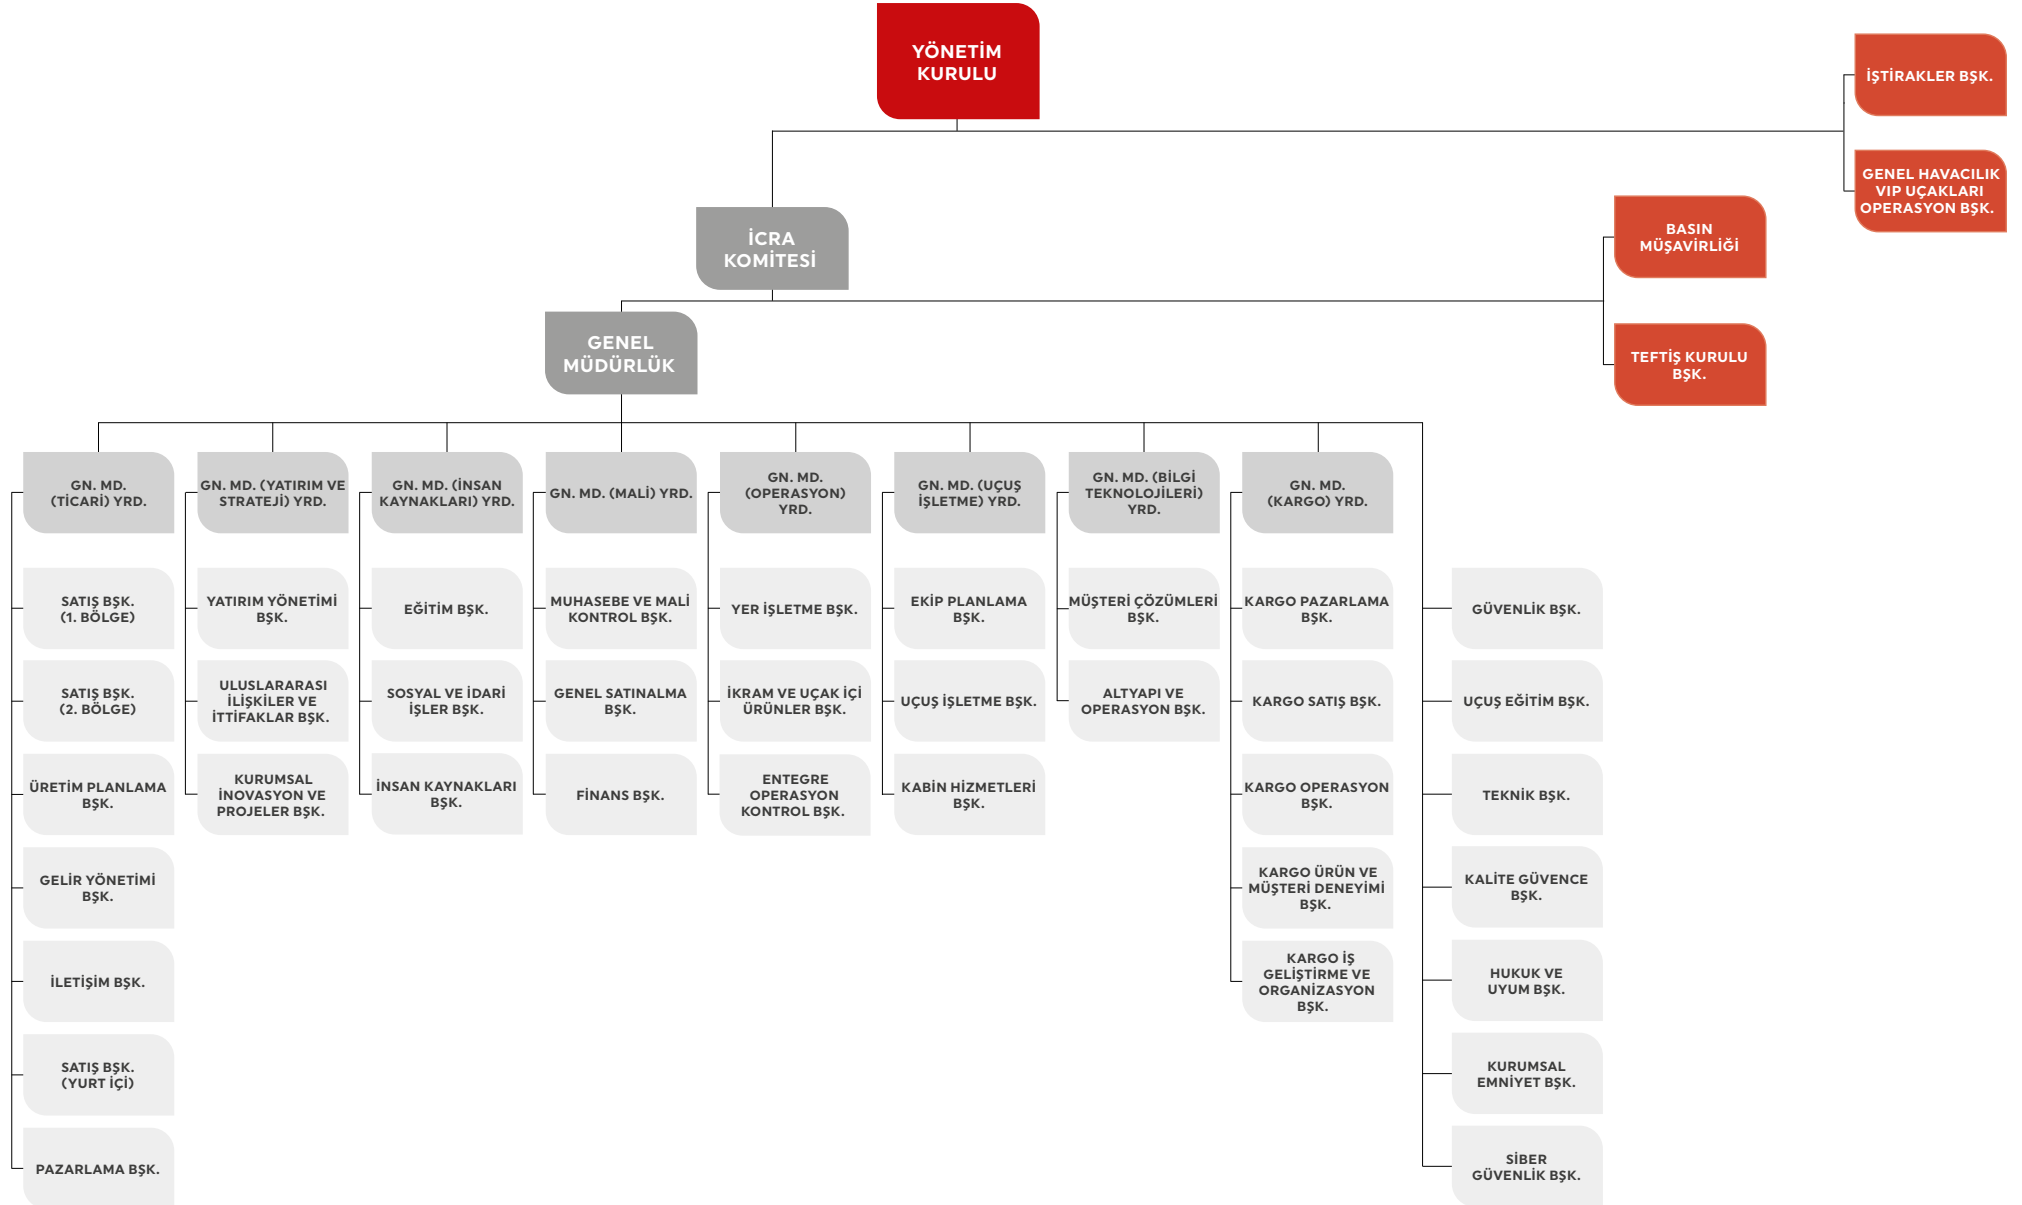 YÖNETİM
KURULU
İŞTİRAKLER BŞK.
GENEL HAVACILIK
VIP UÇAKLARI
OPERASYON BŞK.
İCRA
KOMİTESİ
BASIN
MÜŞAVİRLİĞİ
TEFTİŞ KURULU
BŞK.
GENEL
MÜDÜRLÜK
GN. MD.
(TİCARİ) YRD.
SATIŞ BŞK.
(1. BÖLGE)
SATIŞ BŞK.
(2. BÖLGE)
ÜRETİM PLANLAMA
BŞK.
GELİR YÖNETİMİ
BŞK.
İLETİŞİM BŞK.
SATIŞ BŞK.
(YURT İÇİ)
PAZARLAMA BŞK.
GN. MD. (YATIRIM VE
STRATEJİ) YRD.
YATIRIM YÖNETİMİ
BŞK.
ULUSLARARASI
İLİŞKİLER VE
İTTİFAKLAR BŞK.
KURUMSAL
İNOVASYON VE
PROJELER BŞK.
GN. MD. (İNSAN
KAYNAKLARI) YRD.
EĞİTİM BŞK.
SOSYAL VE İDARİ
İŞLER BŞK.
İNSAN KAYNAKLARI
BŞK.
GN. MD. (MALİ) YRD.
MUHASEBE VE MALİ
KONTROL BŞK.
GENEL SATINALMA
BŞK.
FİNANS BŞK.
GN. MD.
(OPERASYON)
YRD.
YER İŞLETME BŞK.
İKRAM VE UÇAK İÇİ
ÜRÜNLER BŞK.
ENTEGRE
OPERASYON
KONTROL BŞK.
GN. MD. (UÇUŞ
İŞLETME) YRD.
EKİP PLANLAMA
BŞK.
UÇUŞ İŞLETME BŞK.
KABİN HİZMETLERİ
BŞK.
GN. MD. (BİLGİ
TEKNOLOJİLERİ)
YRD.
MÜŞTERİ ÇÖZÜMLERİ
BŞK.
ALTYAPI VE
OPERASYON BŞK.
GN. MD.
(KARGO) YRD.
KARGO PAZARLAMA
BŞK.
KARGO SATIŞ BŞK.
KARGO OPERASYON
BŞK.
KARGO ÜRÜN VE
MÜŞTERİ DENEYİMİ
BŞK.
KARGO İŞ
GELİŞTİRME VE
ORGANİZASYON
BŞK.
GÜVENLİK BŞK.
UÇUŞ EĞİTİM BŞK.
TEKNİK BŞK.
KALİTE GÜVENCE
BŞK.
HUKUK VE
UYUM BŞK.
KURUMSAL
EMNİYET BŞK.
SİBER
GÜVENLİK BŞK.